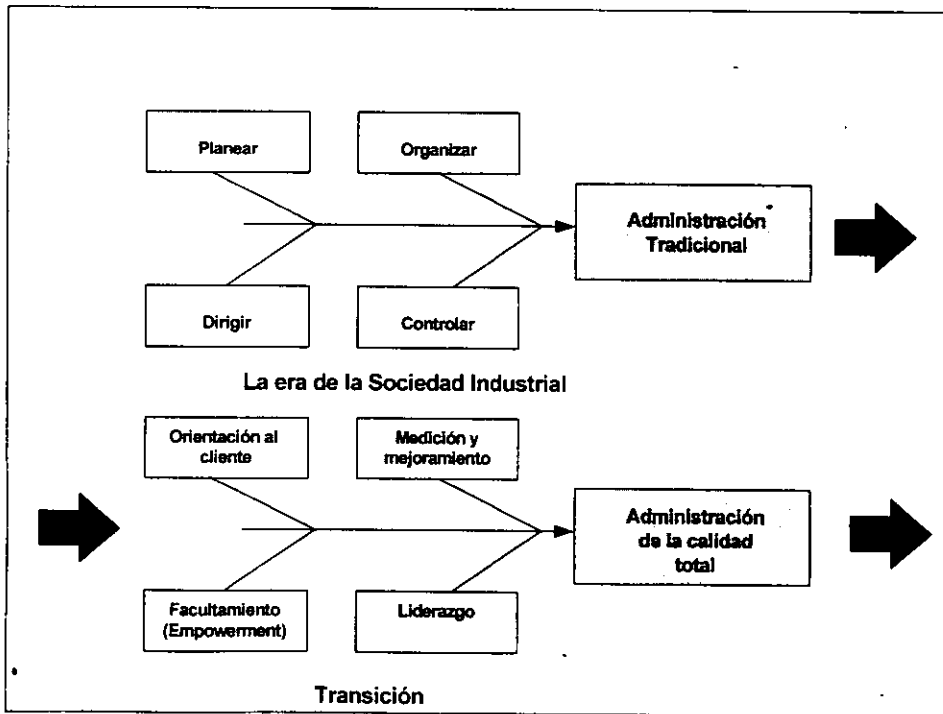 Planear
Organizar
Administración
Tradicional
Dirigir
Controlar
La era de la Sociedad Industrial
Orientación al
cliente
Medición y
mejoramiento
Administración
de la calidad
total
Facultamiento
(Empowerment)
Liderazgo
Transición